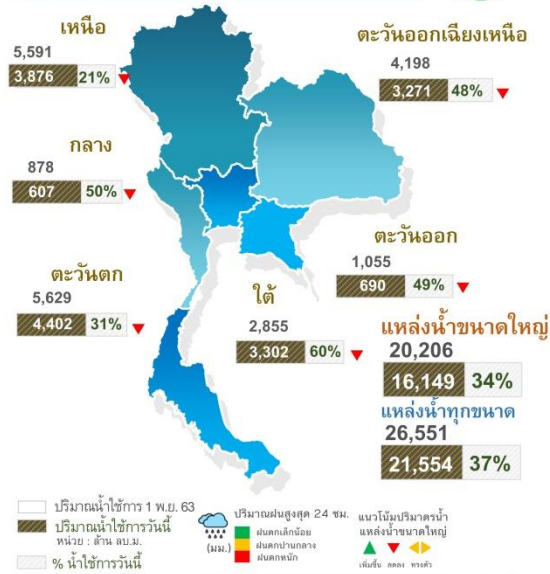 เหนือ
5,591
3,876 21%
ตะวันออกเฉียงเหนือ
4,198
3,271 48%
กลาง
878
607 50%
ตะวันออก
1,055
690 49%
ตะวันตก
5,629
4,402 31%
ใต้
2,855
3,302 60%
แหล่งน้ำขนาดใหญ่
20,206
16,149 34%
แหล่งน้ำทุกขนาด
26,551
21,554 37%
ปริมาณน้ำใช้การ 1 พ.ย. 63
ปริมาณน้ำใช้การวันนี้
หน่วย : ล้าน ลบ.ม.
% น้ำใช้การวันนี้
ปริมาณฝนสูงสุด 24 ชม.
(มม.)
ฝนตกเล็กน้อย
ฝนตกปานกลาง
ฝนตกหนัก
แนวโน้มปริมาตรน้ำ
แหล่งน้ำขนาดใหญ่
เพิ่มขึ้น ลดลง ทรงตัว